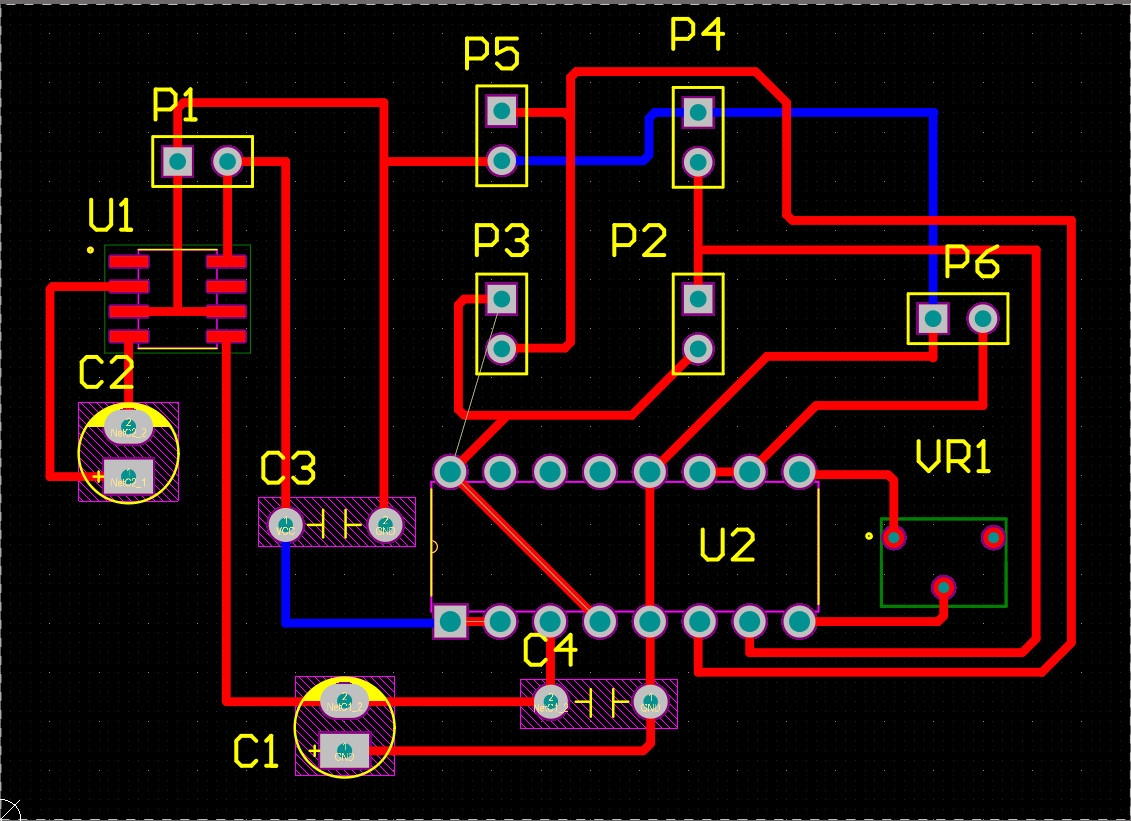 P4
P5
P1
U1
P3
P2
P6
C2
2
NetC2_2
+
1
NetC2_1
C3
VR1
1
VCC
2
GND
U2
C4
2
NetC1_2
+
1
GND
2
1
GND
C1